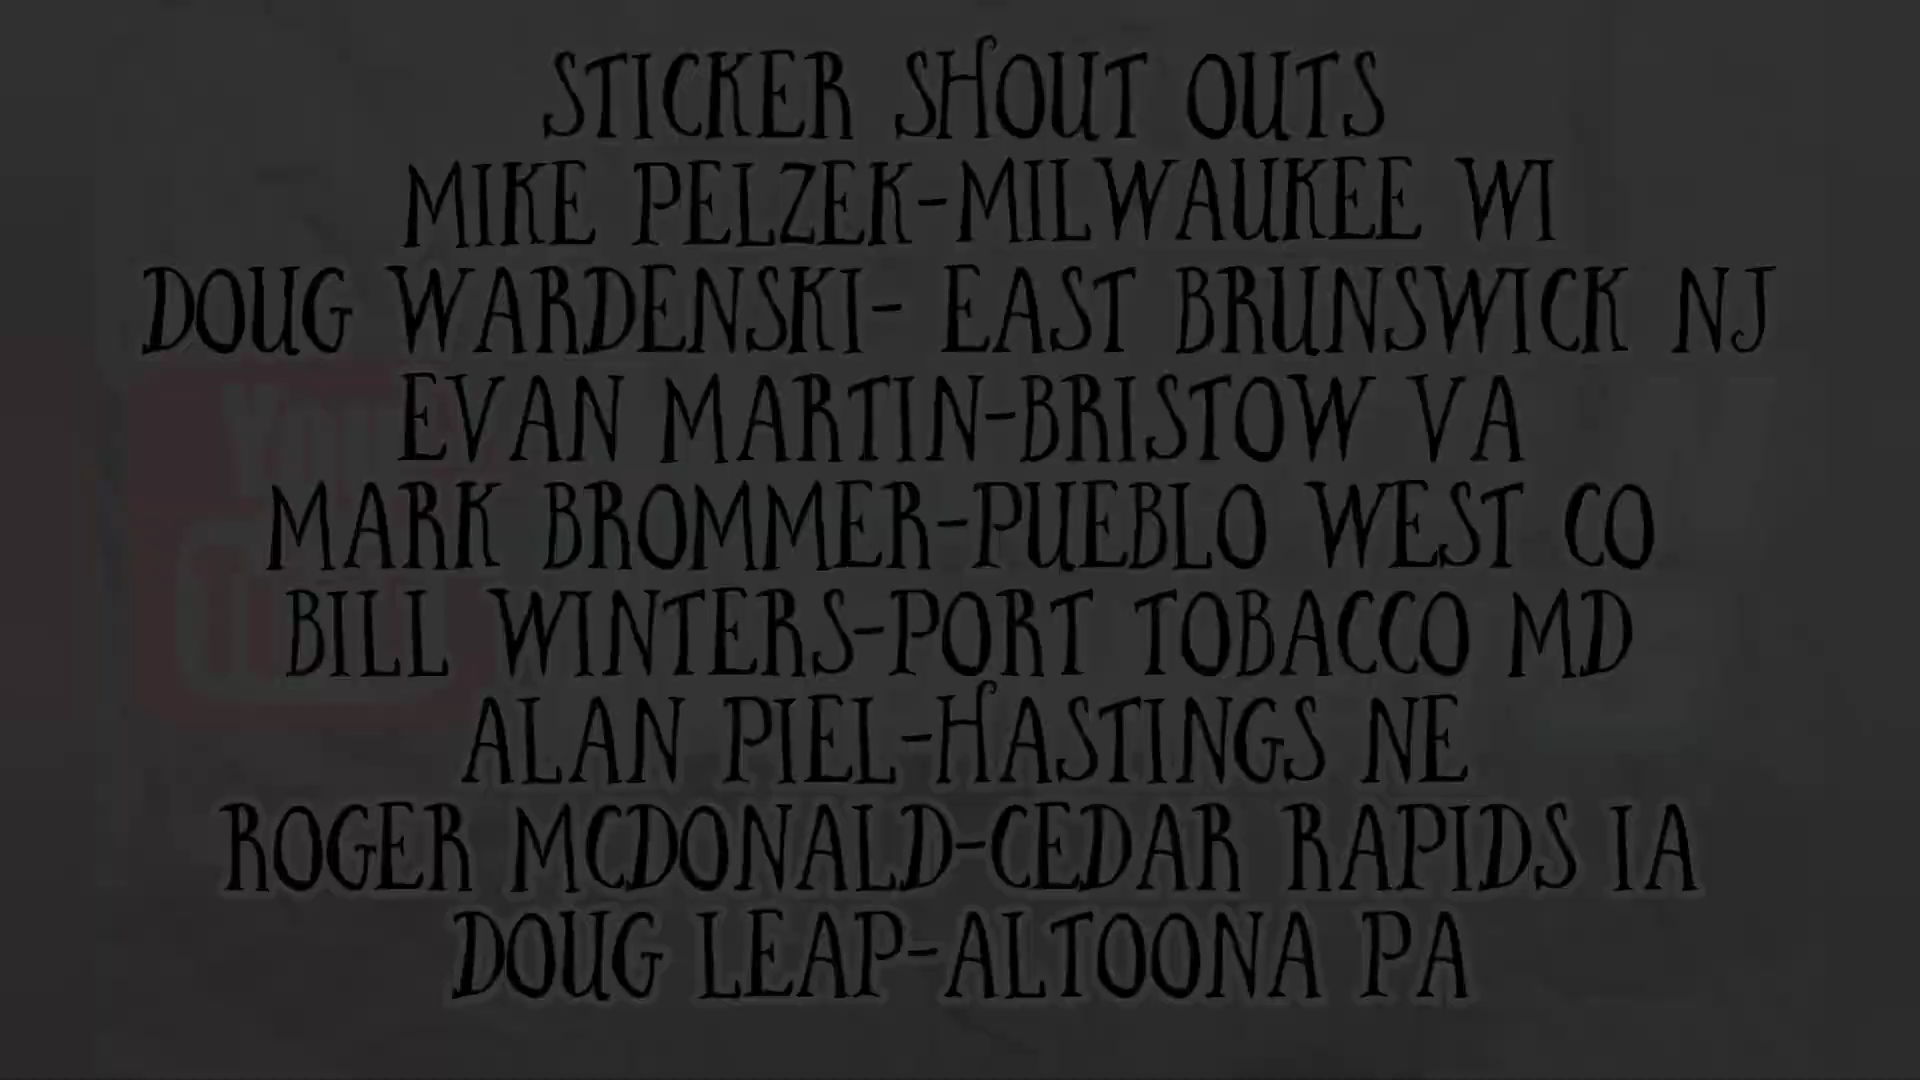 STICKER SHOUT OUTS
MIKE PELZEK-MILWAUKEE WI
DOUG WARDENSKI- EAST BRUNSWICK NJ
EVAN MARTIN-BRISTOW VA
MARK BROMMER-PUEBLO WEST CO
BILL WINTERS-PORT TOBACCO MD
ALAN PIEL-HASTINGS NE
ROGER MCDONALD-CEDAR RAPIDS IA
DOUG LEAP-ALTOONA PA
You
Tube